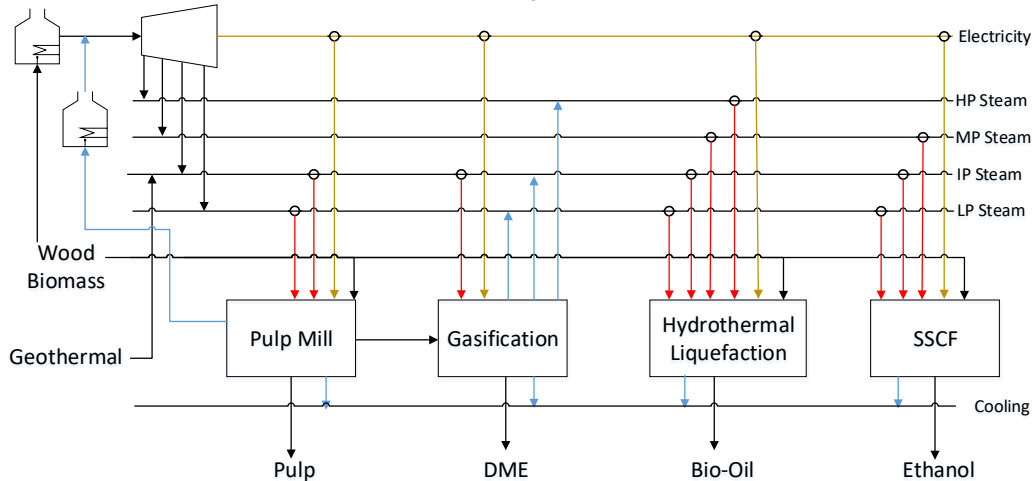 Electricity
HP Steam
MP Steam
IP Steam
LP Steam
Wood
Biomass
Geothermal
Pulp Mill
Gasification
Hydrothermal
Liquefaction
SSCF
Cooling
Pulp
DME
Bio-Oil
Ethanol